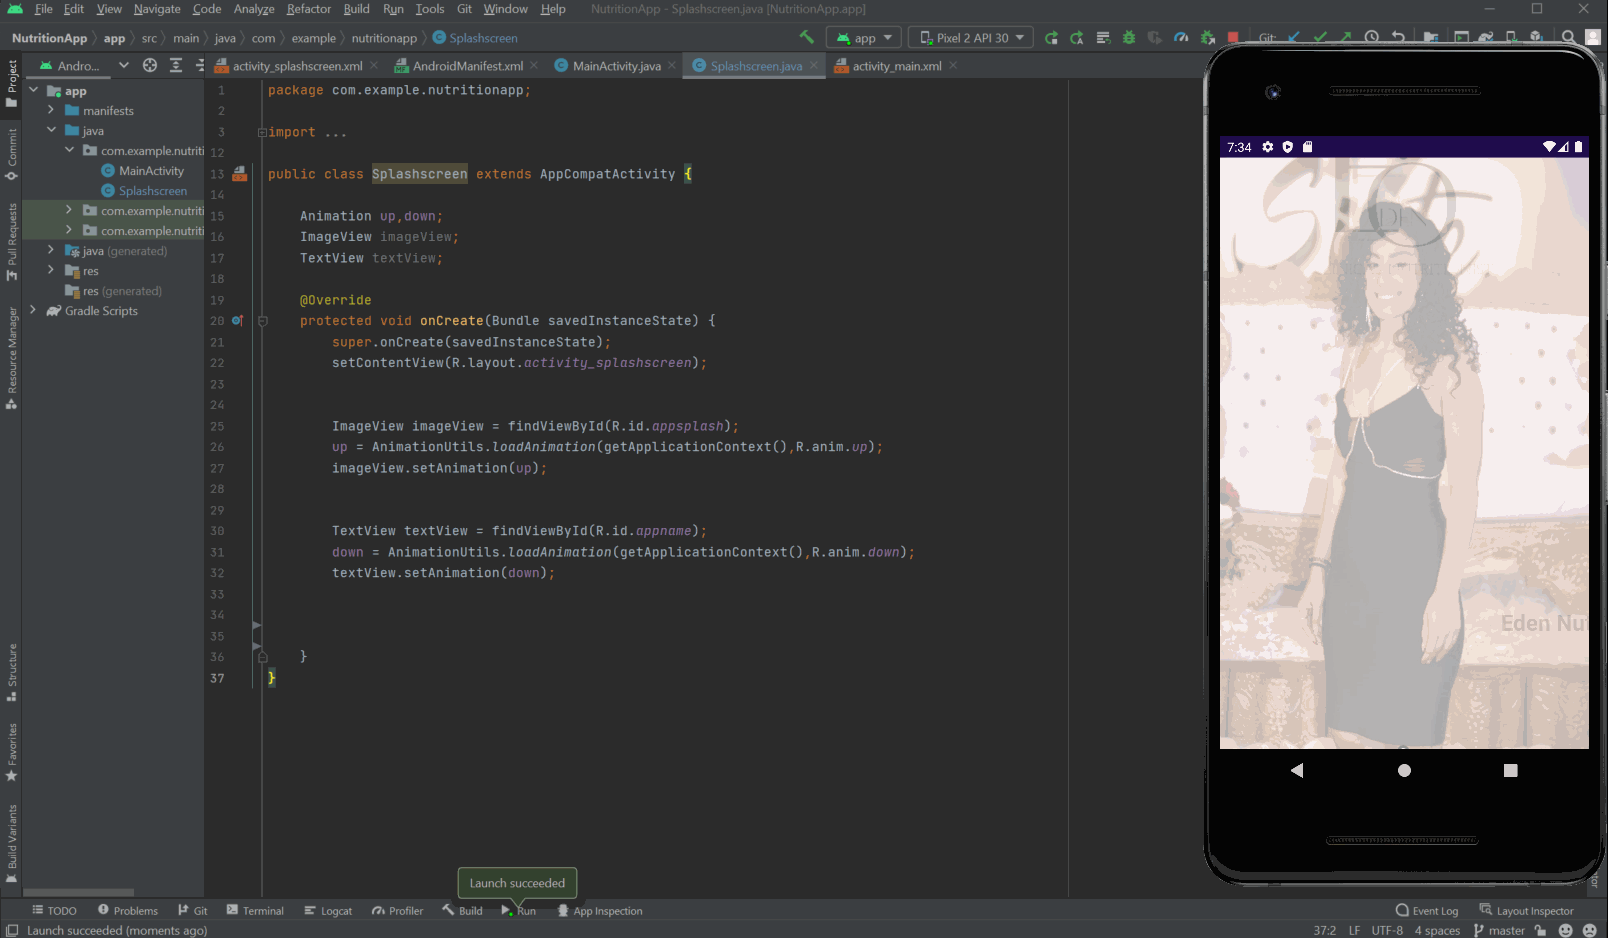 File Edit View Navigate Code Analyze Refactor Build Run Tools Git Window Help NutritionApp - Splashscreen.java [NutritionApp.app]
NutritionApp app src main java com example nutritionapp Splashscreen app Pixel 2 API 30 Git:
Andro... activity_splashscreen.xml AndroidManifest.xml MainActivity.java Splashscreen.java activity_main.xml
Project
Commit
Pull Requests
Resource Manager
Structure
Favorites
Build Variants
app
manifests
java
com.example.nutriti
MainActivity
Splashscreen
com.example.nutriti
com.example.nutriti
java (generated)
res
res (generated)
Gradle Scripts
1 package com.example.nutritionapp;
2
3 import ...
12
13 public class Splashscreen extends AppCompatActivity {
14
15 Animation up,down;
16 ImageView imageView;
17 TextView textView;
18
19 @Override
20 protected void onCreate(Bundle savedInstanceState) {
21 super.onCreate(savedInstanceState);
22 setContentView(R.layout.activity_splashscreen);
23
24
25 ImageView imageView = findViewById(R.id.appsplash);
26 up = AnimationUtils.loadAnimation(getApplicationContext(),R.anim.up);
27 imageView.setAnimation(up);
28
29
30 TextView textView = findViewById(R.id.appname);
31 down = AnimationUtils.loadAnimation(getApplicationContext(),R.anim.down);
32 textView.setAnimation(down);
33
34
35
36 }
37 }
7:34
Eden Nu
Launch succeeded
TODO Problems Git Terminal Logcat Profiler Build Run App Inspection Event Log Layout Inspector
Launch succeeded (moments ago) 37:2 LF UTF-8 4 spaces master